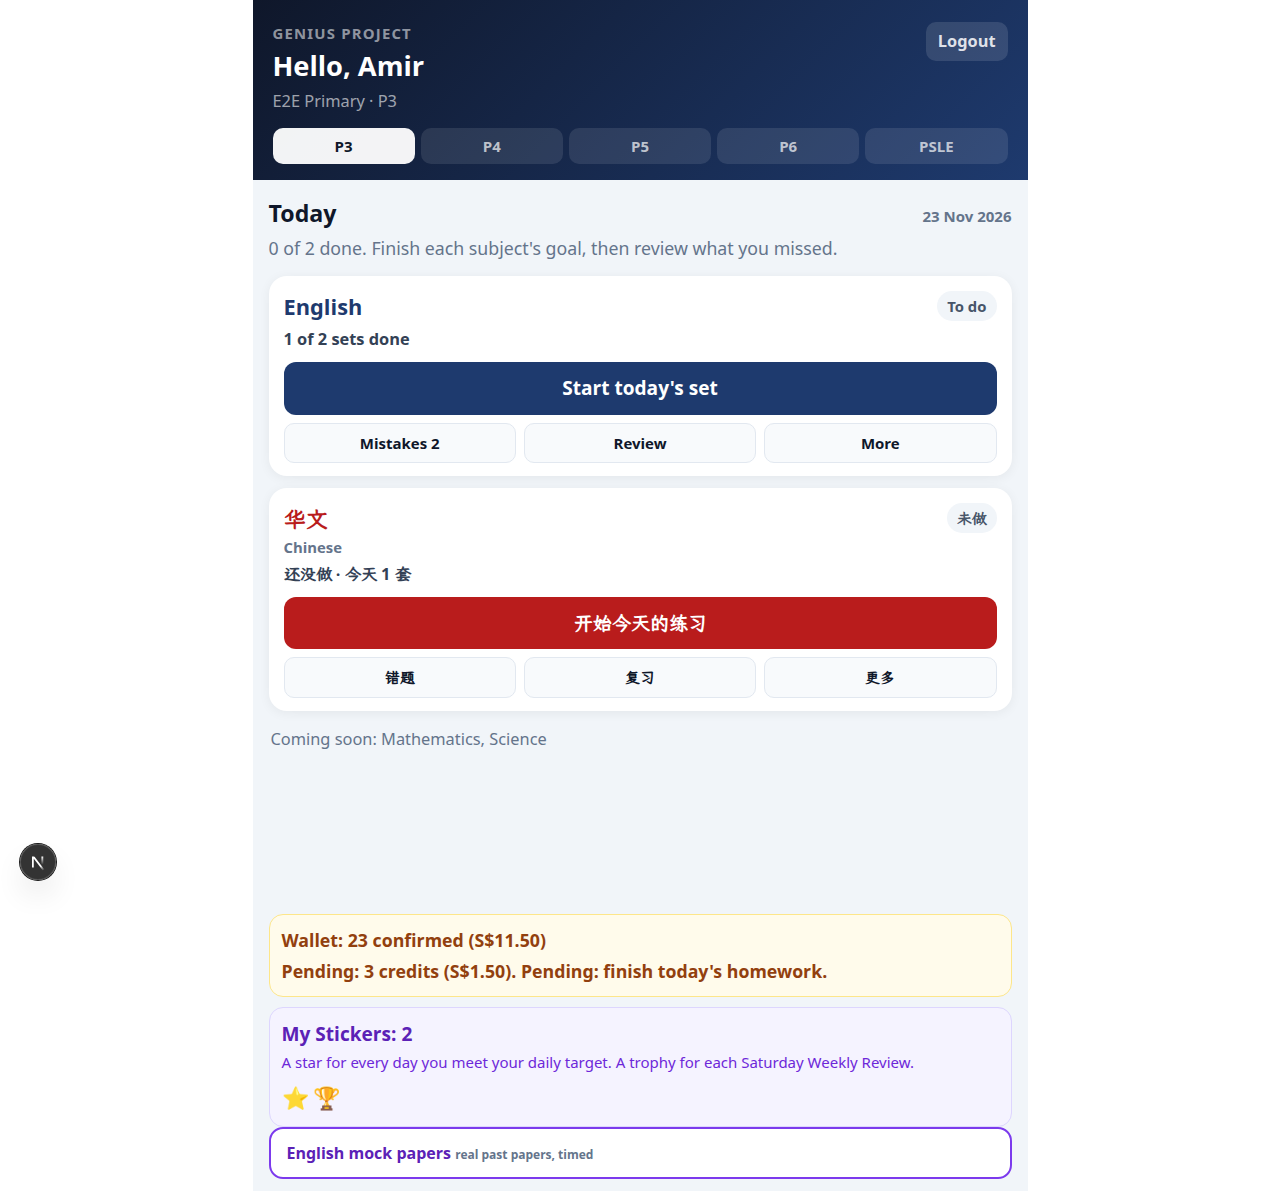 GENIUS PROJECT
Logout
Hello, Amir
E2E Primary · P3
P3 P4 P5 P6 PSLE
Today 23 Nov 2026
0 of 2 done. Finish each subject's goal, then review what you missed.
English To do
1 of 2 sets done
Start today's set
Mistakes 2 Review More
华文 未做
Chinese
还没做 · 今天 1 套
开始今天的练习
错题 复习 更多
Coming soon: Mathematics, Science
N
Wallet: 23 confirmed (S$11.50)
Pending: 3 credits (S$1.50). Pending: finish today's homework.
My Stickers: 2
A star for every day you meet your daily target. A trophy for each Saturday Weekly Review.
English mock papers real past papers, timed